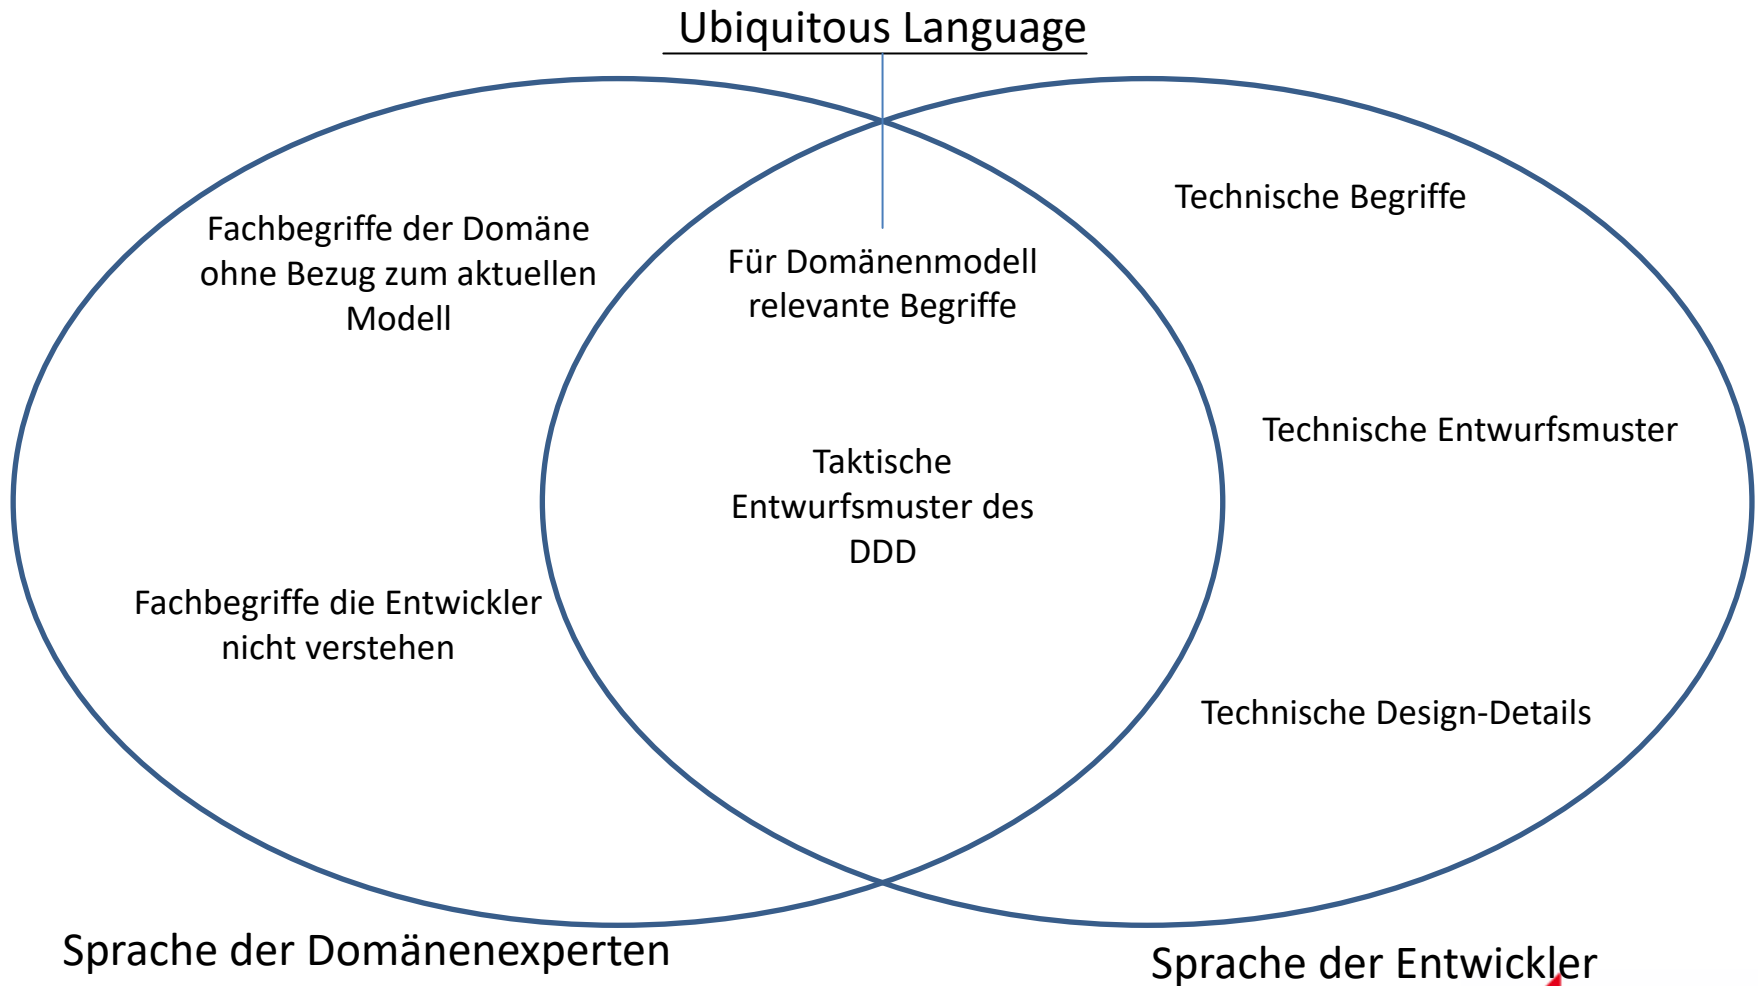 Ubiquitous Language
Fachbegriffe der Domäne
ohne Bezug zum aktuellen
Modell
Fachbegriffe die Entwickler
nicht verstehen
Für Domänenmodell
relevante Begriffe
Taktische
Entwurfsmuster des
DDD
Technische Begriffe
Technische Entwurfsmuster
Technische Design-Details
Sprache der Domänenexperten
Sprache der Entwickler